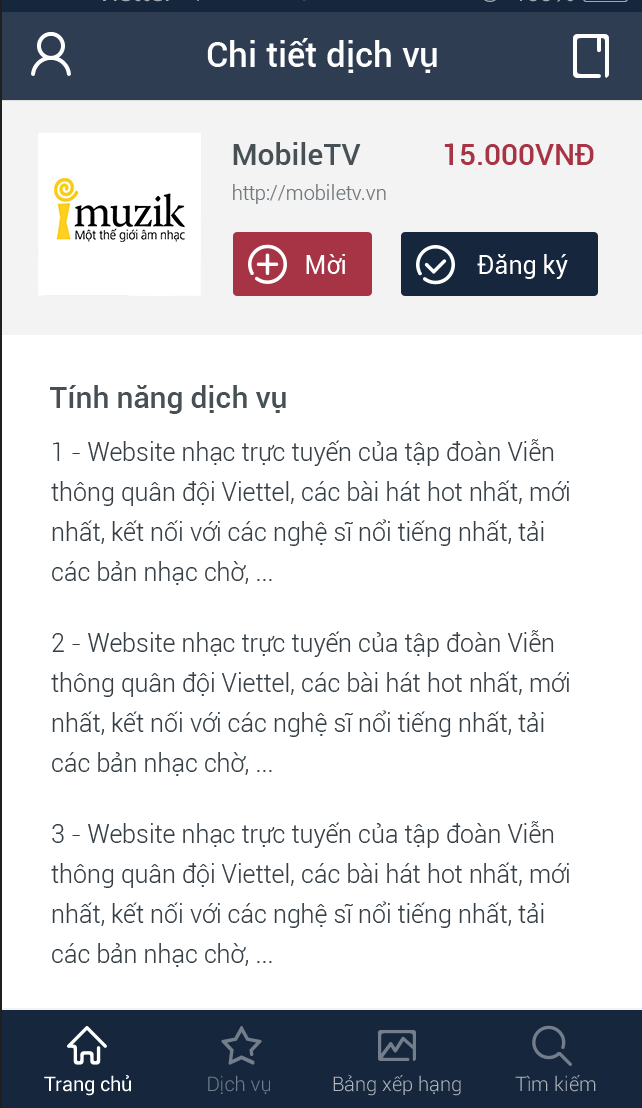 Chi tiết dịch vụ
imuzik
Một thế giới âm nhạc
MobileTV
15.000VNĐ
http://mobiletv.vn
Mời
Đăng ký
Tính năng dịch vụ
1 - Website nhạc trực tuyến của tập đoàn Viễn
thông quân đội Viettel, các bài hát hot nhất, mới
nhất, kết nối với các nghệ sĩ nổi tiếng nhất, tải
các bản nhạc chờ, ...
2 - Website nhạc trực tuyến của tập đoàn Viễn
thông quân đội Viettel, các bài hát hot nhất, mới
nhất, kết nối với các nghệ sĩ nổi tiếng nhất, tải
các bản nhạc chờ, ...
3 - Website nhạc trực tuyến của tập đoàn Viễn
thông quân đội Viettel, các bài hát hot nhất, mới
nhất, kết nối với các nghệ sĩ nổi tiếng nhất, tải
các bản nhạc chờ, ...
Trang chủ
Dịch vụ
Bảng xếp hạng
Tìm kiếm